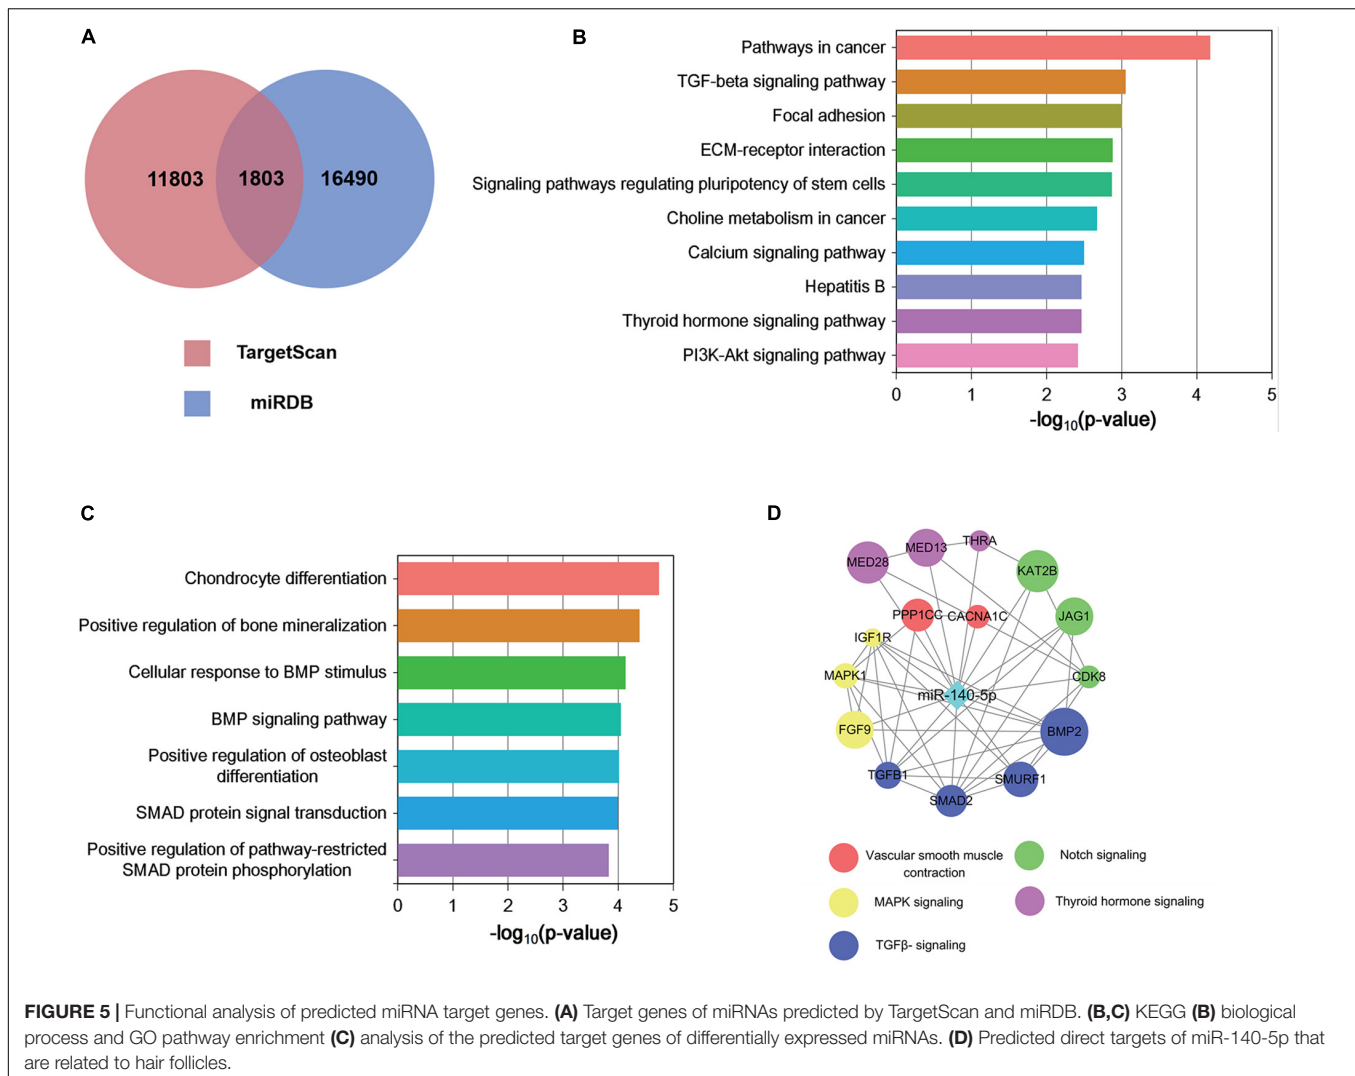 A
11803
1803
16490
TargetScan
miRDB
B
Pathways in cancer
TGF-beta signaling pathway
Focal adhesion
ECM-receptor interaction
Signaling pathways regulating pluripotency of stem cells
Choline metabolism in cancer
Calcium signaling pathway
Hepatitis B
Thyroid hormone signaling pathway
PI3K-Akt signaling pathway
0 1 2 3 4 5
-log10(p-value)
C
Chondrocyte differentiation
Positive regulation of bone mineralization
Cellular response to BMP stimulus
BMP signaling pathway
Positive regulation of osteoblast
differentiation
SMAD protein signal transduction
Positive regulation of pathway-restricted
SMAD protein phosphorylation
0 1 2 3 4 5
-log10(p-value)
D
MED28
MED13
THRA
KAT2B
PPP1CC
CACNA1C
JAG1
IGF1R
MAPK1
CDK8
miR-140-5p
FGF9
BMP2
TGFB1
SMURF1
SMAD2
Vascular smooth muscle
contraction
Notch signaling
MAPK signaling
Thyroid hormone signaling
TGFβ- signaling
FIGURE 5 | Functional analysis of predicted miRNA target genes. (A) Target genes of miRNAs predicted by TargetScan and miRDB. (B,C) KEGG (B) biological
process and GO pathway enrichment (C) analysis of the predicted target genes of differentially expressed miRNAs. (D) Predicted direct targets of miR-140-5p that
are related to hair follicles.